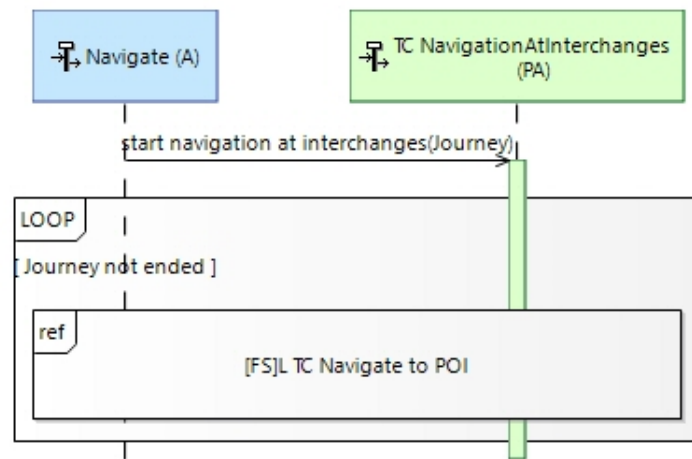 Navigate (A)
TC NavigationAtInterchanges
(PA)
start navigation at interchanges(Journey)
LOOP
[ Journey not ended ]
ref
[FS]L TC Navigate to POI